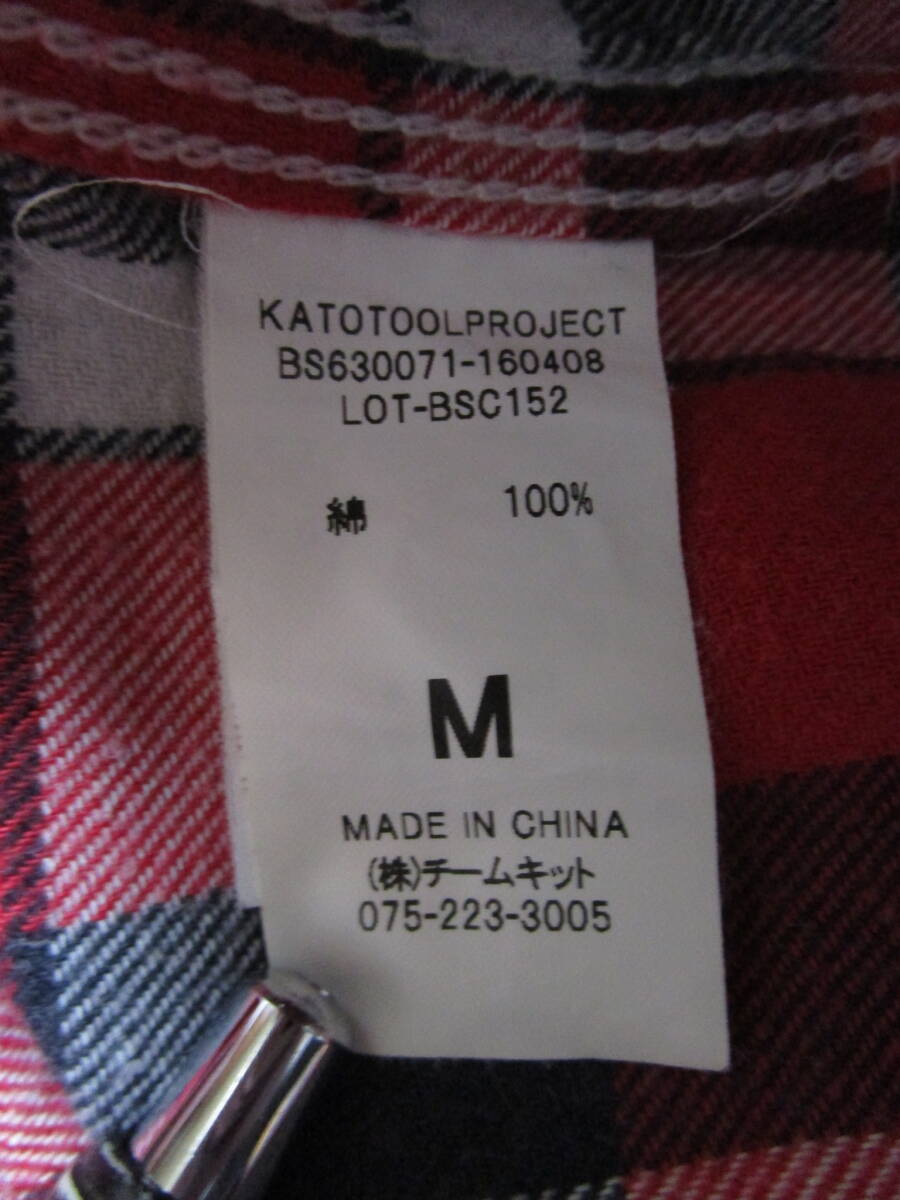 KATOTOOLPROJECT
BS630071-160408
LOT-BSC152
綿 100%
M
MADE IN CHINA
(株)チームキット
075-223-3005